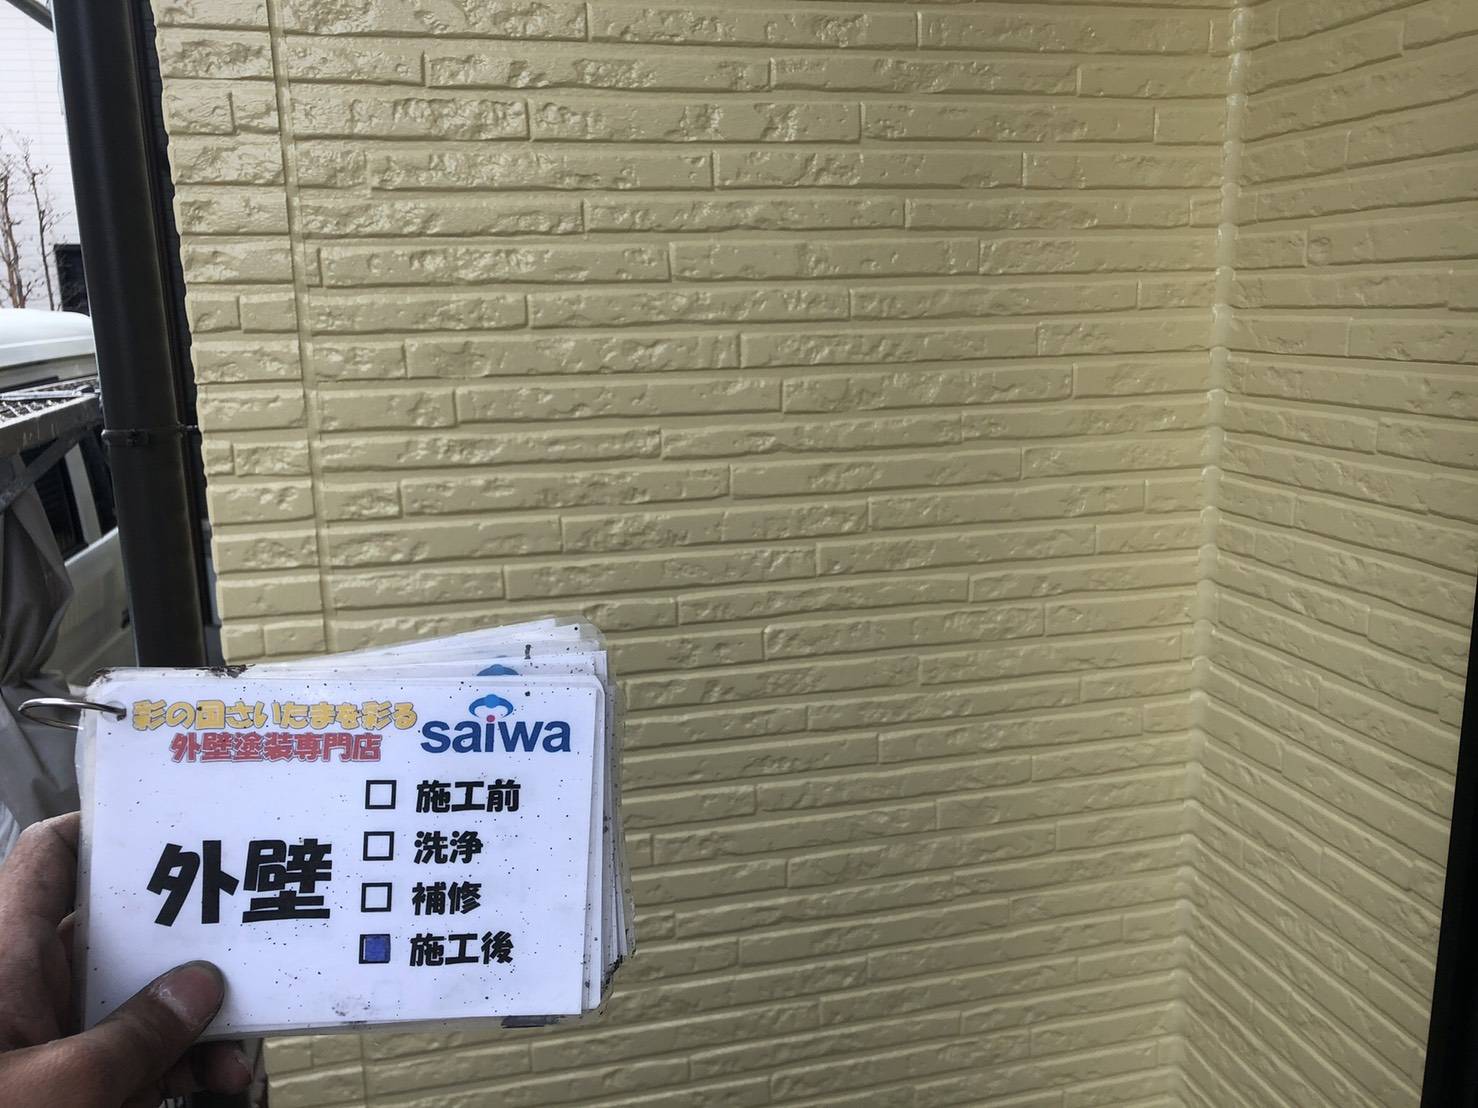 彩の国さいたまを彩る
外壁塗装専門店
saiwa
外壁
施工前
洗浄
補修
施工後